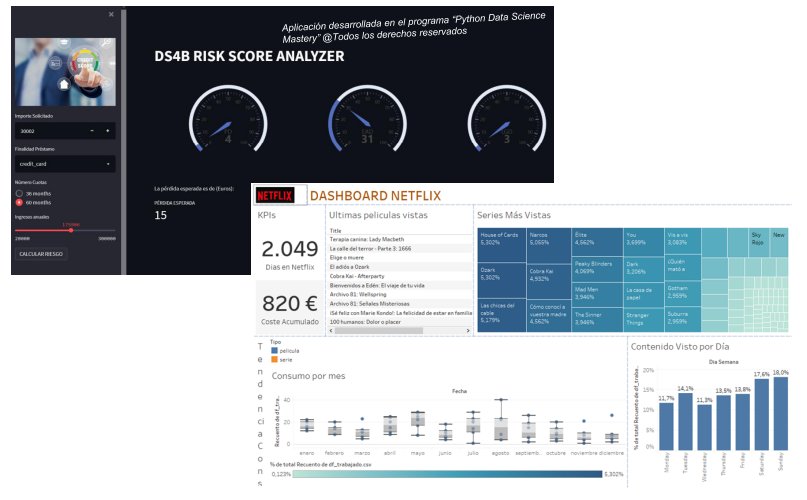 Aplicación desarrollada en el programa “Python Data Science
Mastery” @Todos los derechos reservados
DS4B RISK SCORE ANALYZER
Importe Solicitado
30002
Finalidad Préstamo
credit_card
Número Cuotas
36 months
60 months
Ingresos anuales
20000
300000
CALCULAR RIESGO
PD
4
EAD
31
LGD
3
La pérdida esperada es de (Euros):
PÉRDIDA ESPERADA
15
NETFLIX
DASHBOARD NETFLIX
KPIs
2.049
Dias en Netflix
820 €
Coste Acumulado
Ultimas peliculas vistas
Title
Terapia canina: Lady Macbeth
La calle del terror - Parte 3: 1666
Elige o muere
El adiós a Ozark
Cobra Kai - Afterparty
Bienvenidos a Edén: El viaje de tu vida
Archivo 81: Wellspring
Archivo 81: Señales Misteriosas
¡Sé feliz con Marie Kondo!: La felicidad de estar en familia
100 humanos: Dolor o placer
Series Más Vistas
House of Cards
5,302%
Ozark
5,302%
Las chicas del
cable
5,179%
Narcos
5,055%
Cobra Kai
4,932%
Cómo conocí a
vuestra madre
4,562%
Élite
4,562%
Peaky Blinders
4,069%
Mad Men
3,946%
The Sinner
3,946%
You
3,699%
Dark
3,206%
La casa de
papel
Stranger
Things
Vis a vis
3,083%
¿Quién
mató a
Gotham
2,959%
Suburra
2,959%
Sky
Rojo
New
Tendencia Cons
Tipo
pelicula
serie
Consumo por mes
Fecha
Recuento de df_traba..
40
20
0
enero
febrero
marzo
abril
mayo
junio
julio
agosto
septiemb..
octubre
noviembre
diciembre
% de total Recuento de df_trabajado.csv
0,123%
5,302%
Contenido Visto por Día
Dia Semana
% de total Recuento de df_traba..
20%
15%
10%
5%
0%
11,7%
14,1%
11,3%
13,5%
13,8%
17,6%
18,0%
Monday
Tuesday
Wednesday
Thursday
Friday
Saturday
Sunday